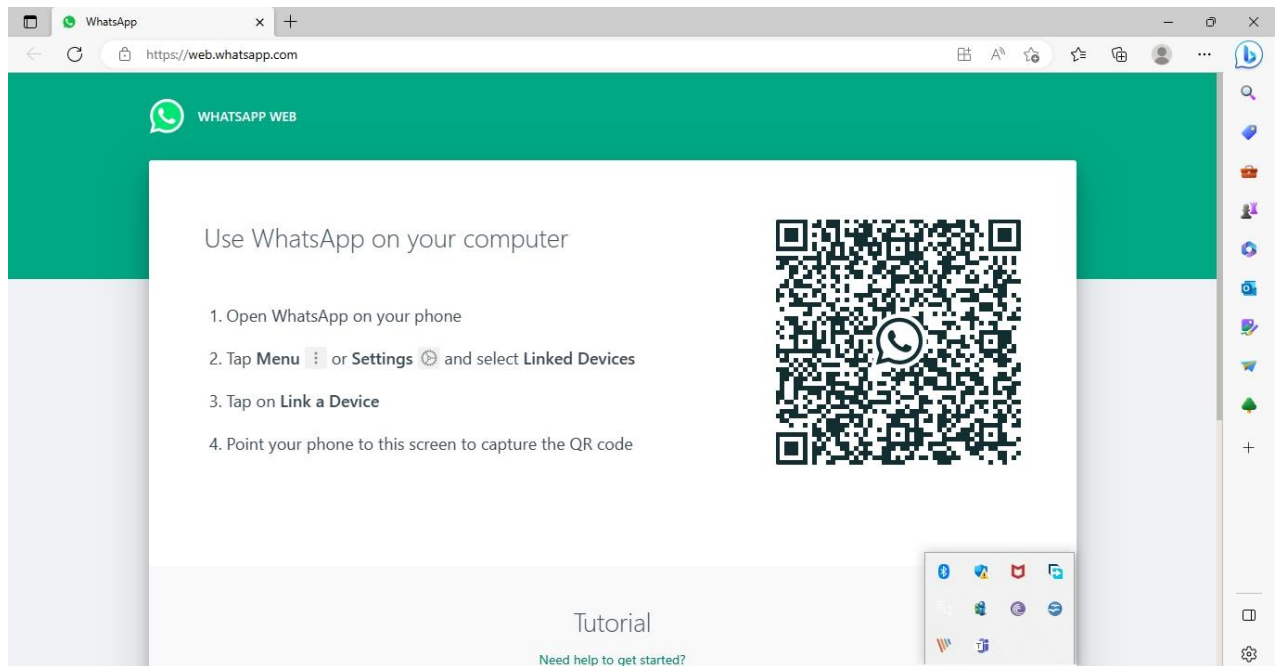 WhatsApp
https://web.whatsapp.com
WHATSAPP WEB
Use WhatsApp on your computer
1. Open WhatsApp on your phone
2. Tap Menu or Settings and select Linked Devices
3. Tap on Link a Device
4. Point your phone to this screen to capture the QR code
Tutorial
Need help to get started?